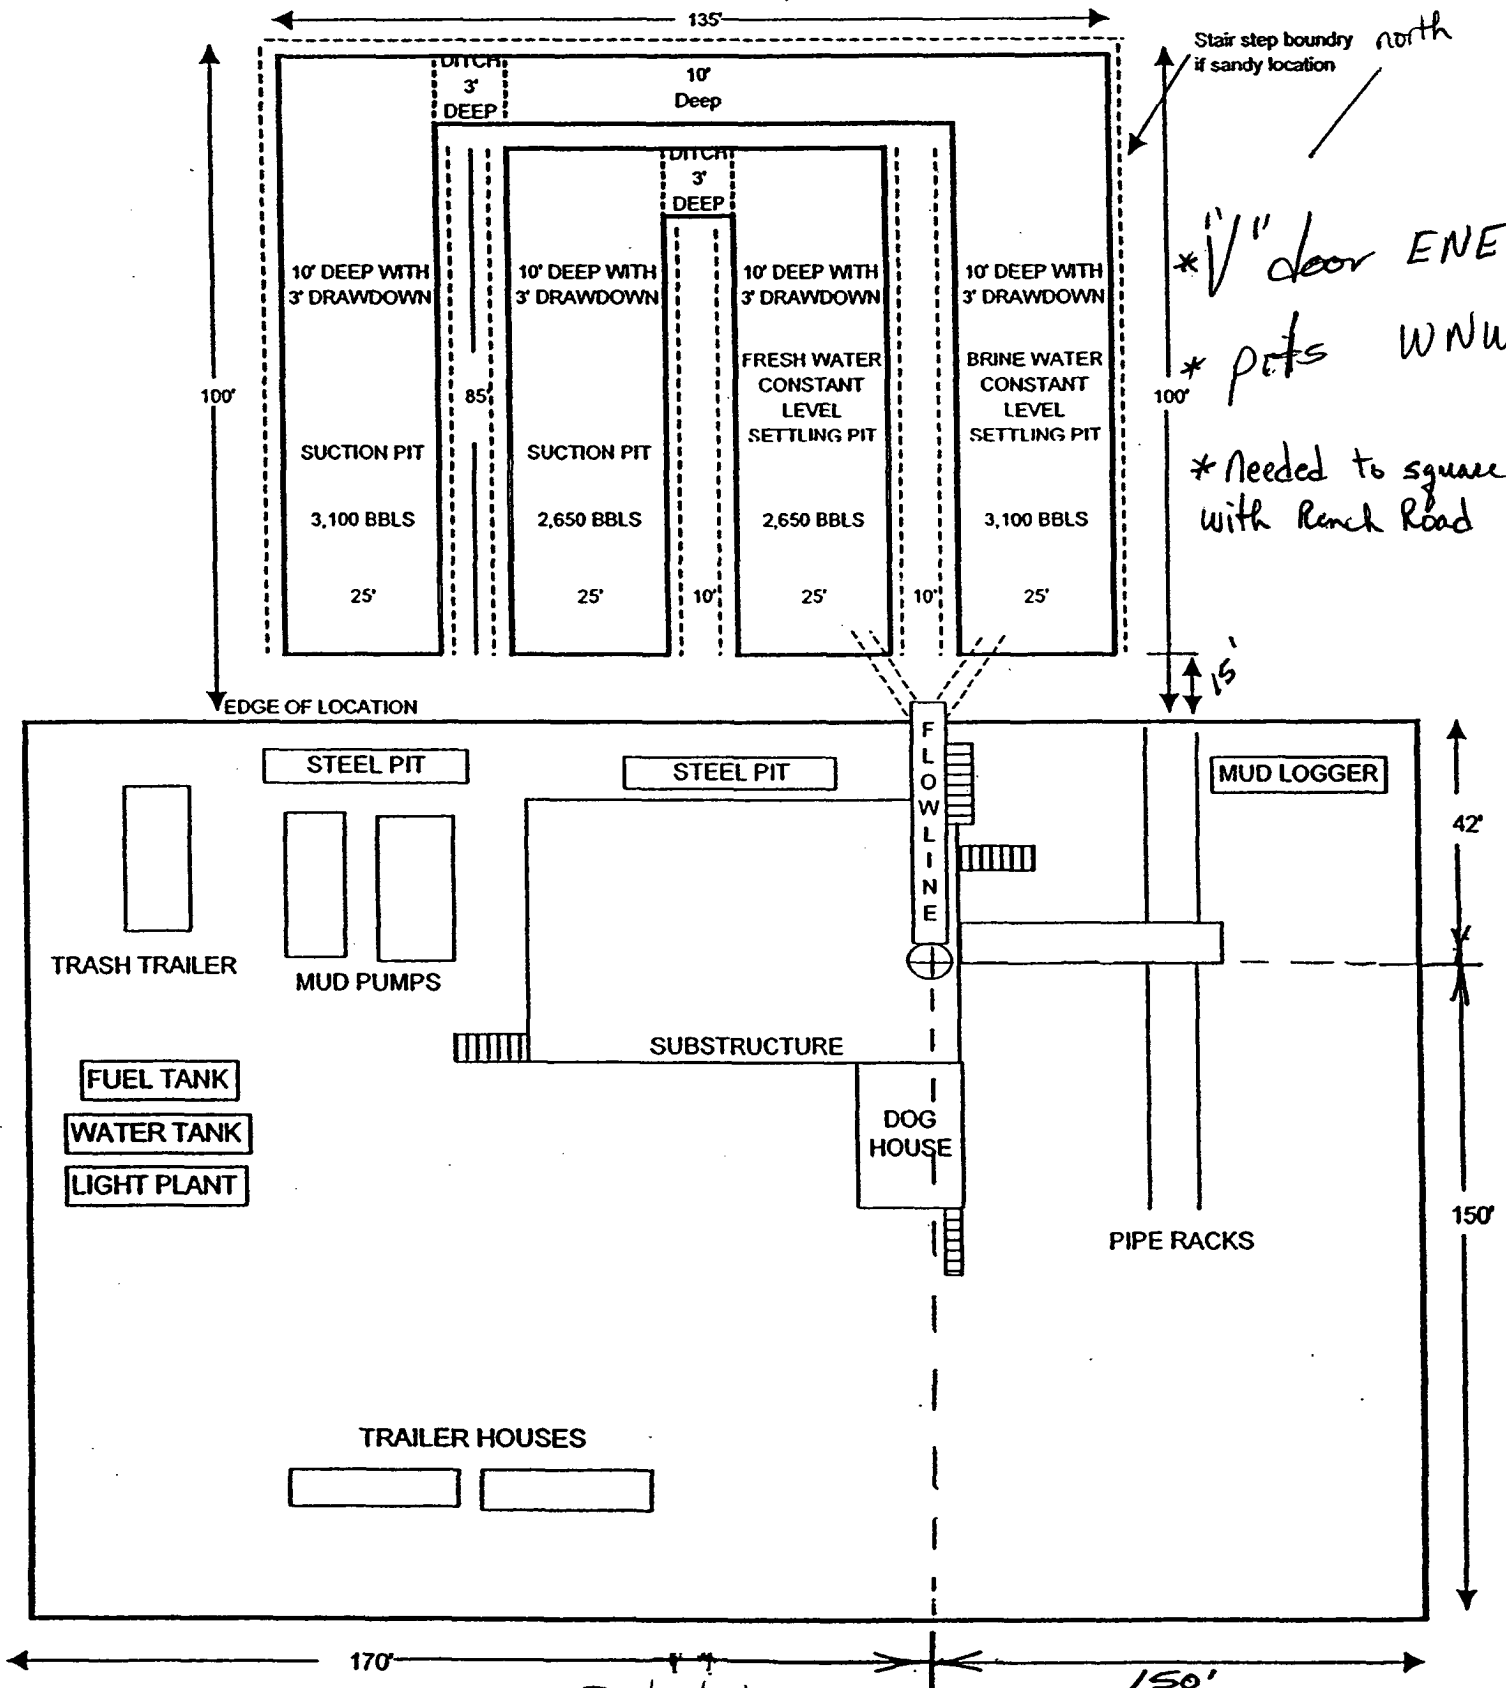 135'
Stair step boundry
if sandy location
north
DITCH
3'
DEEP
10'
Deep
DITCH
3'
DEEP
* "V" door ENE
* pits WNW
* Needed to square
with Ranch Road
10' DEEP WITH
3' DRAWDOWN
10' DEEP WITH
3' DRAWDOWN
10' DEEP WITH
3' DRAWDOWN
10' DEEP WITH
3' DRAWDOWN
FRESH WATER
CONSTANT
LEVEL
SETTLING PIT
BRINE WATER
CONSTANT
LEVEL
SETTLING PIT
100'
85'
100'
SUCTION PIT
SUCTION PIT
3,100 BBLS
2,650 BBLS
2,650 BBLS
3,100 BBLS
25'
25'
10'
25'
10'
25'
15'
EDGE OF LOCATION
FLOWLINE
STEEL PIT
STEEL PIT
MUD LOGGER
42'
TRASH TRAILER
MUD PUMPS
SUBSTRUCTURE
FUEL TANK
WATER TANK
LIGHT PLANT
DOG
HOUSE
PIPE RACKS
150'
TRAILER HOUSES
170'
150'